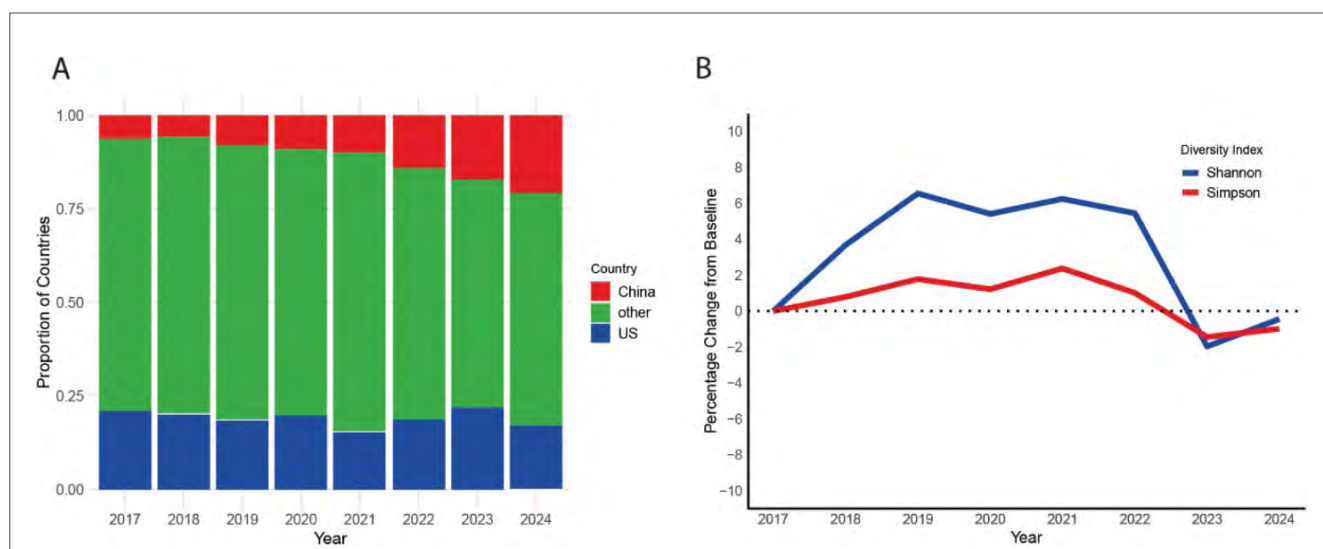 A
1.00
0.75
0.50
0.25
0.00
Proportion of Countries
2017 2018 2019 2020 2021 2022 2023 2024
Year
Country
China
other
US
B
10
8
6
4
2
0
−2
−4
−6
−8
−10
Percentage Change from Baseline
2017 2018 2019 2020 2021 2022 2023 2024
Year
Diversity Index
Shannon
Simpson